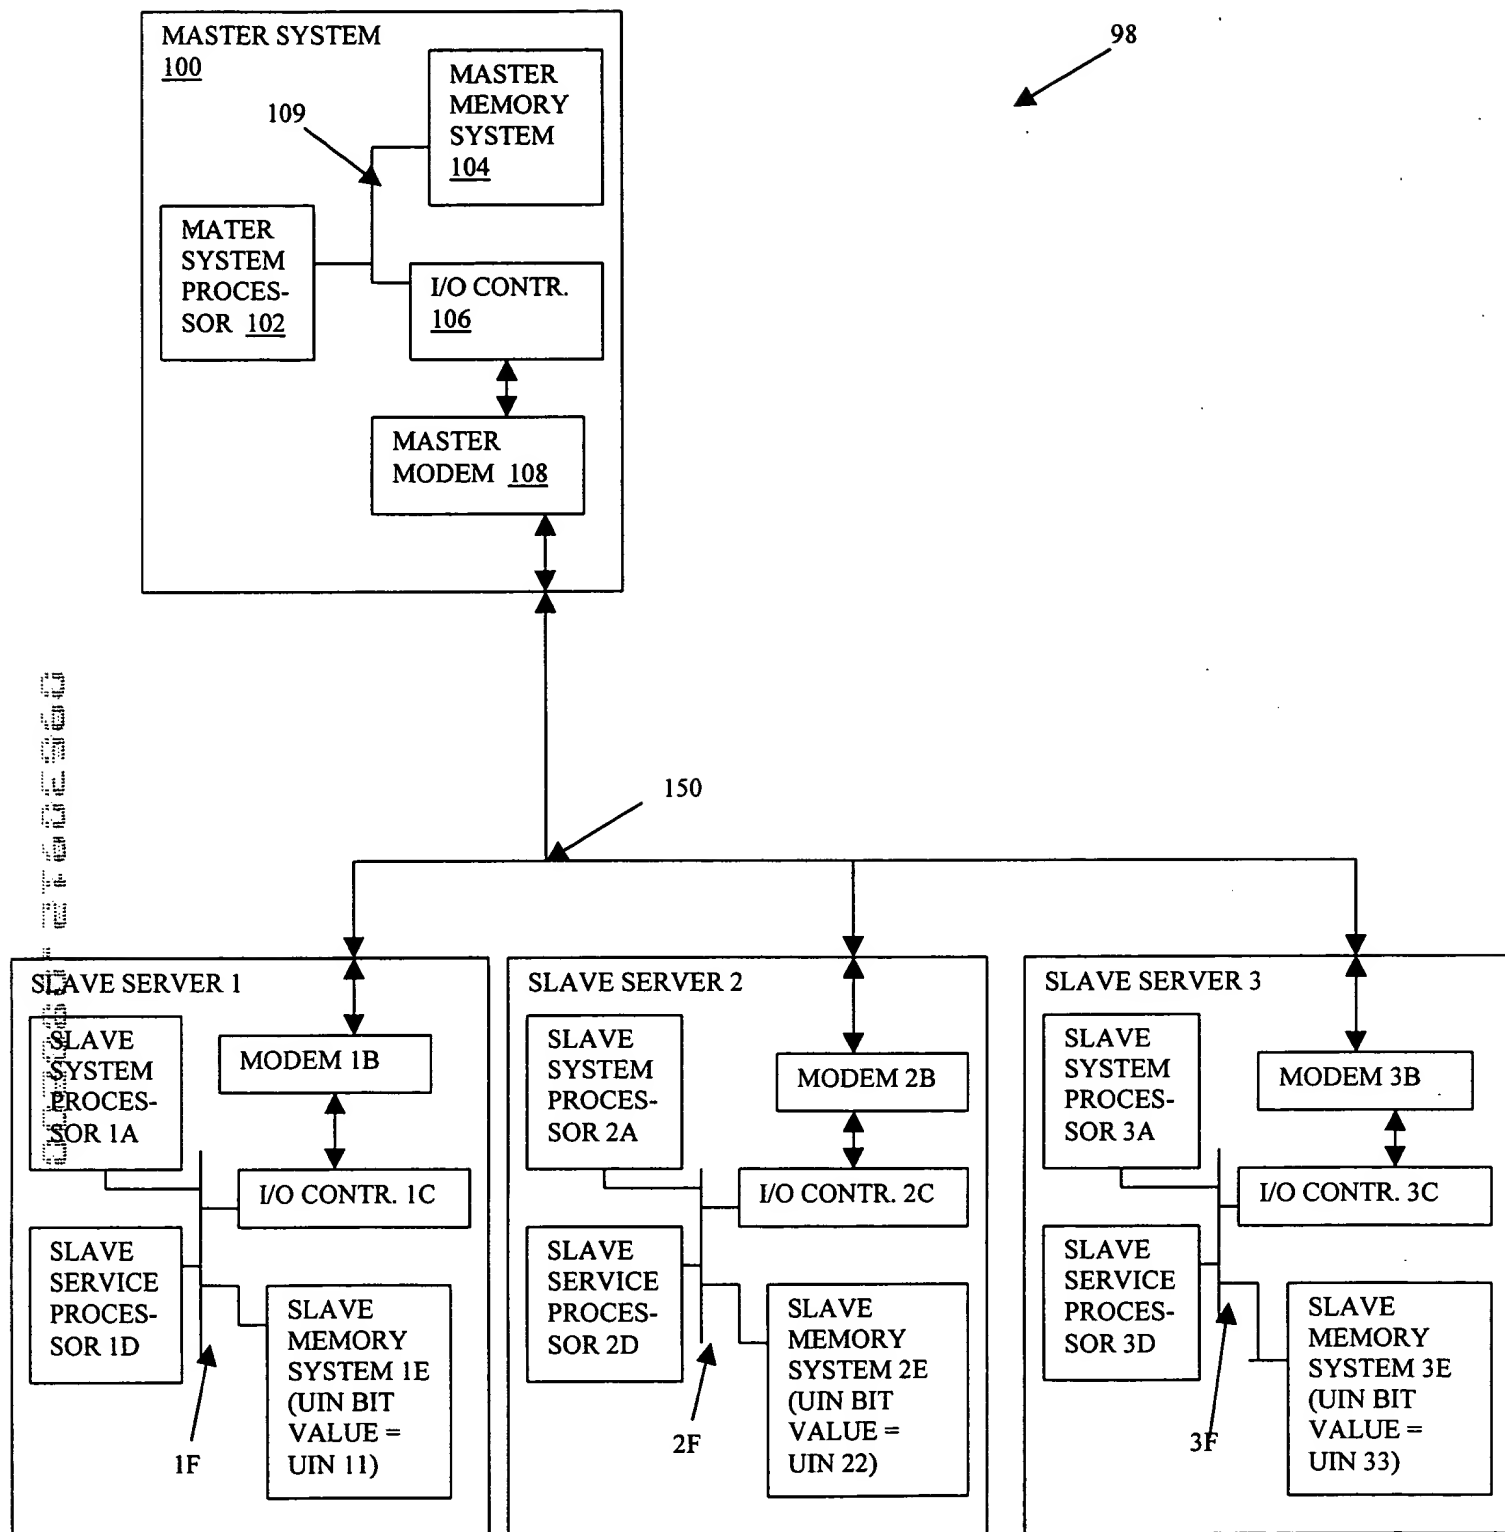 MASTER SYSTEM
100
98
MASTER
MEMORY
SYSTEM
104
109
MATER
SYSTEM
PROCES-
SOR 102
I/O CONTR.
106
MASTER
MODEM 108
150
SLAVE SERVER 1
SLAVE
SYSTEM
PROCES-
SOR 1A
MODEM 1B
I/O CONTR. 1C
SLAVE
SERVICE
PROCES-
SOR 1D
SLAVE
MEMORY
SYSTEM 1E
(UIN BIT
VALUE =
UIN 11)
1F
SLAVE SERVER 2
SLAVE
SYSTEM
PROCES-
SOR 2A
MODEM 2B
I/O CONTR. 2C
SLAVE
SERVICE
PROCES-
SOR 2D
SLAVE
MEMORY
SYSTEM 2E
(UIN BIT
VALUE =
UIN 22)
2F
SLAVE SERVER 3
SLAVE
SYSTEM
PROCES-
SOR 3A
MODEM 3B
I/O CONTR. 3C
SLAVE
SERVICE
PROCES-
SOR 3D
SLAVE
MEMORY
SYSTEM 3E
(UIN BIT
VALUE =
UIN 33)
3F